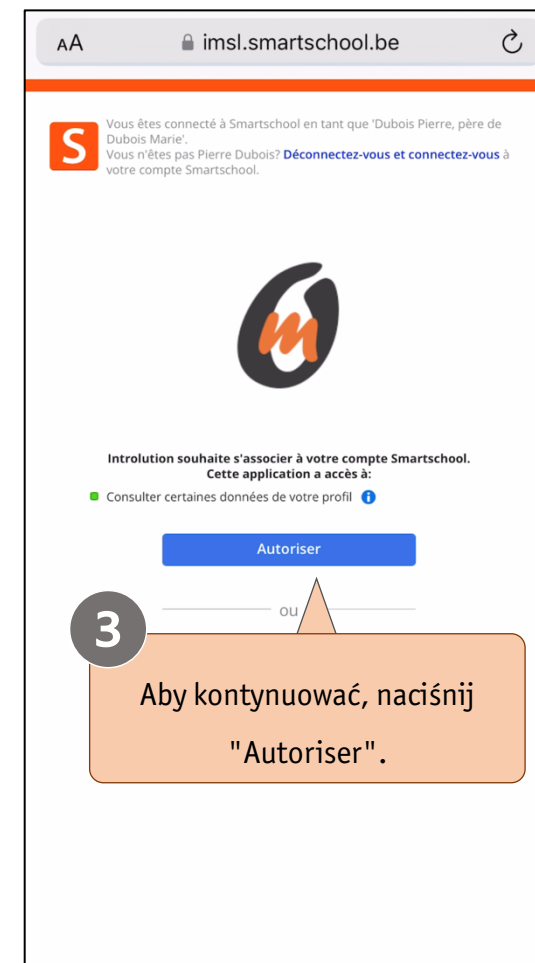 AA imsl.smartschool.be
S
Vous êtes connecté à Smartschool en tant que 'Dubois Pierre, père de
Dubois Marie'.
Vous n'êtes pas Pierre Dubois? Déconnectez-vous et connectez-vous à
votre compte Smartschool.
m
Introlution souhaite s'associer à votre compte Smartschool.
Cette application a accès à:
Consulter certaines données de votre profil i
Autoriser
ou
3
Aby kontynuować, naciśnij
"Autoriser".